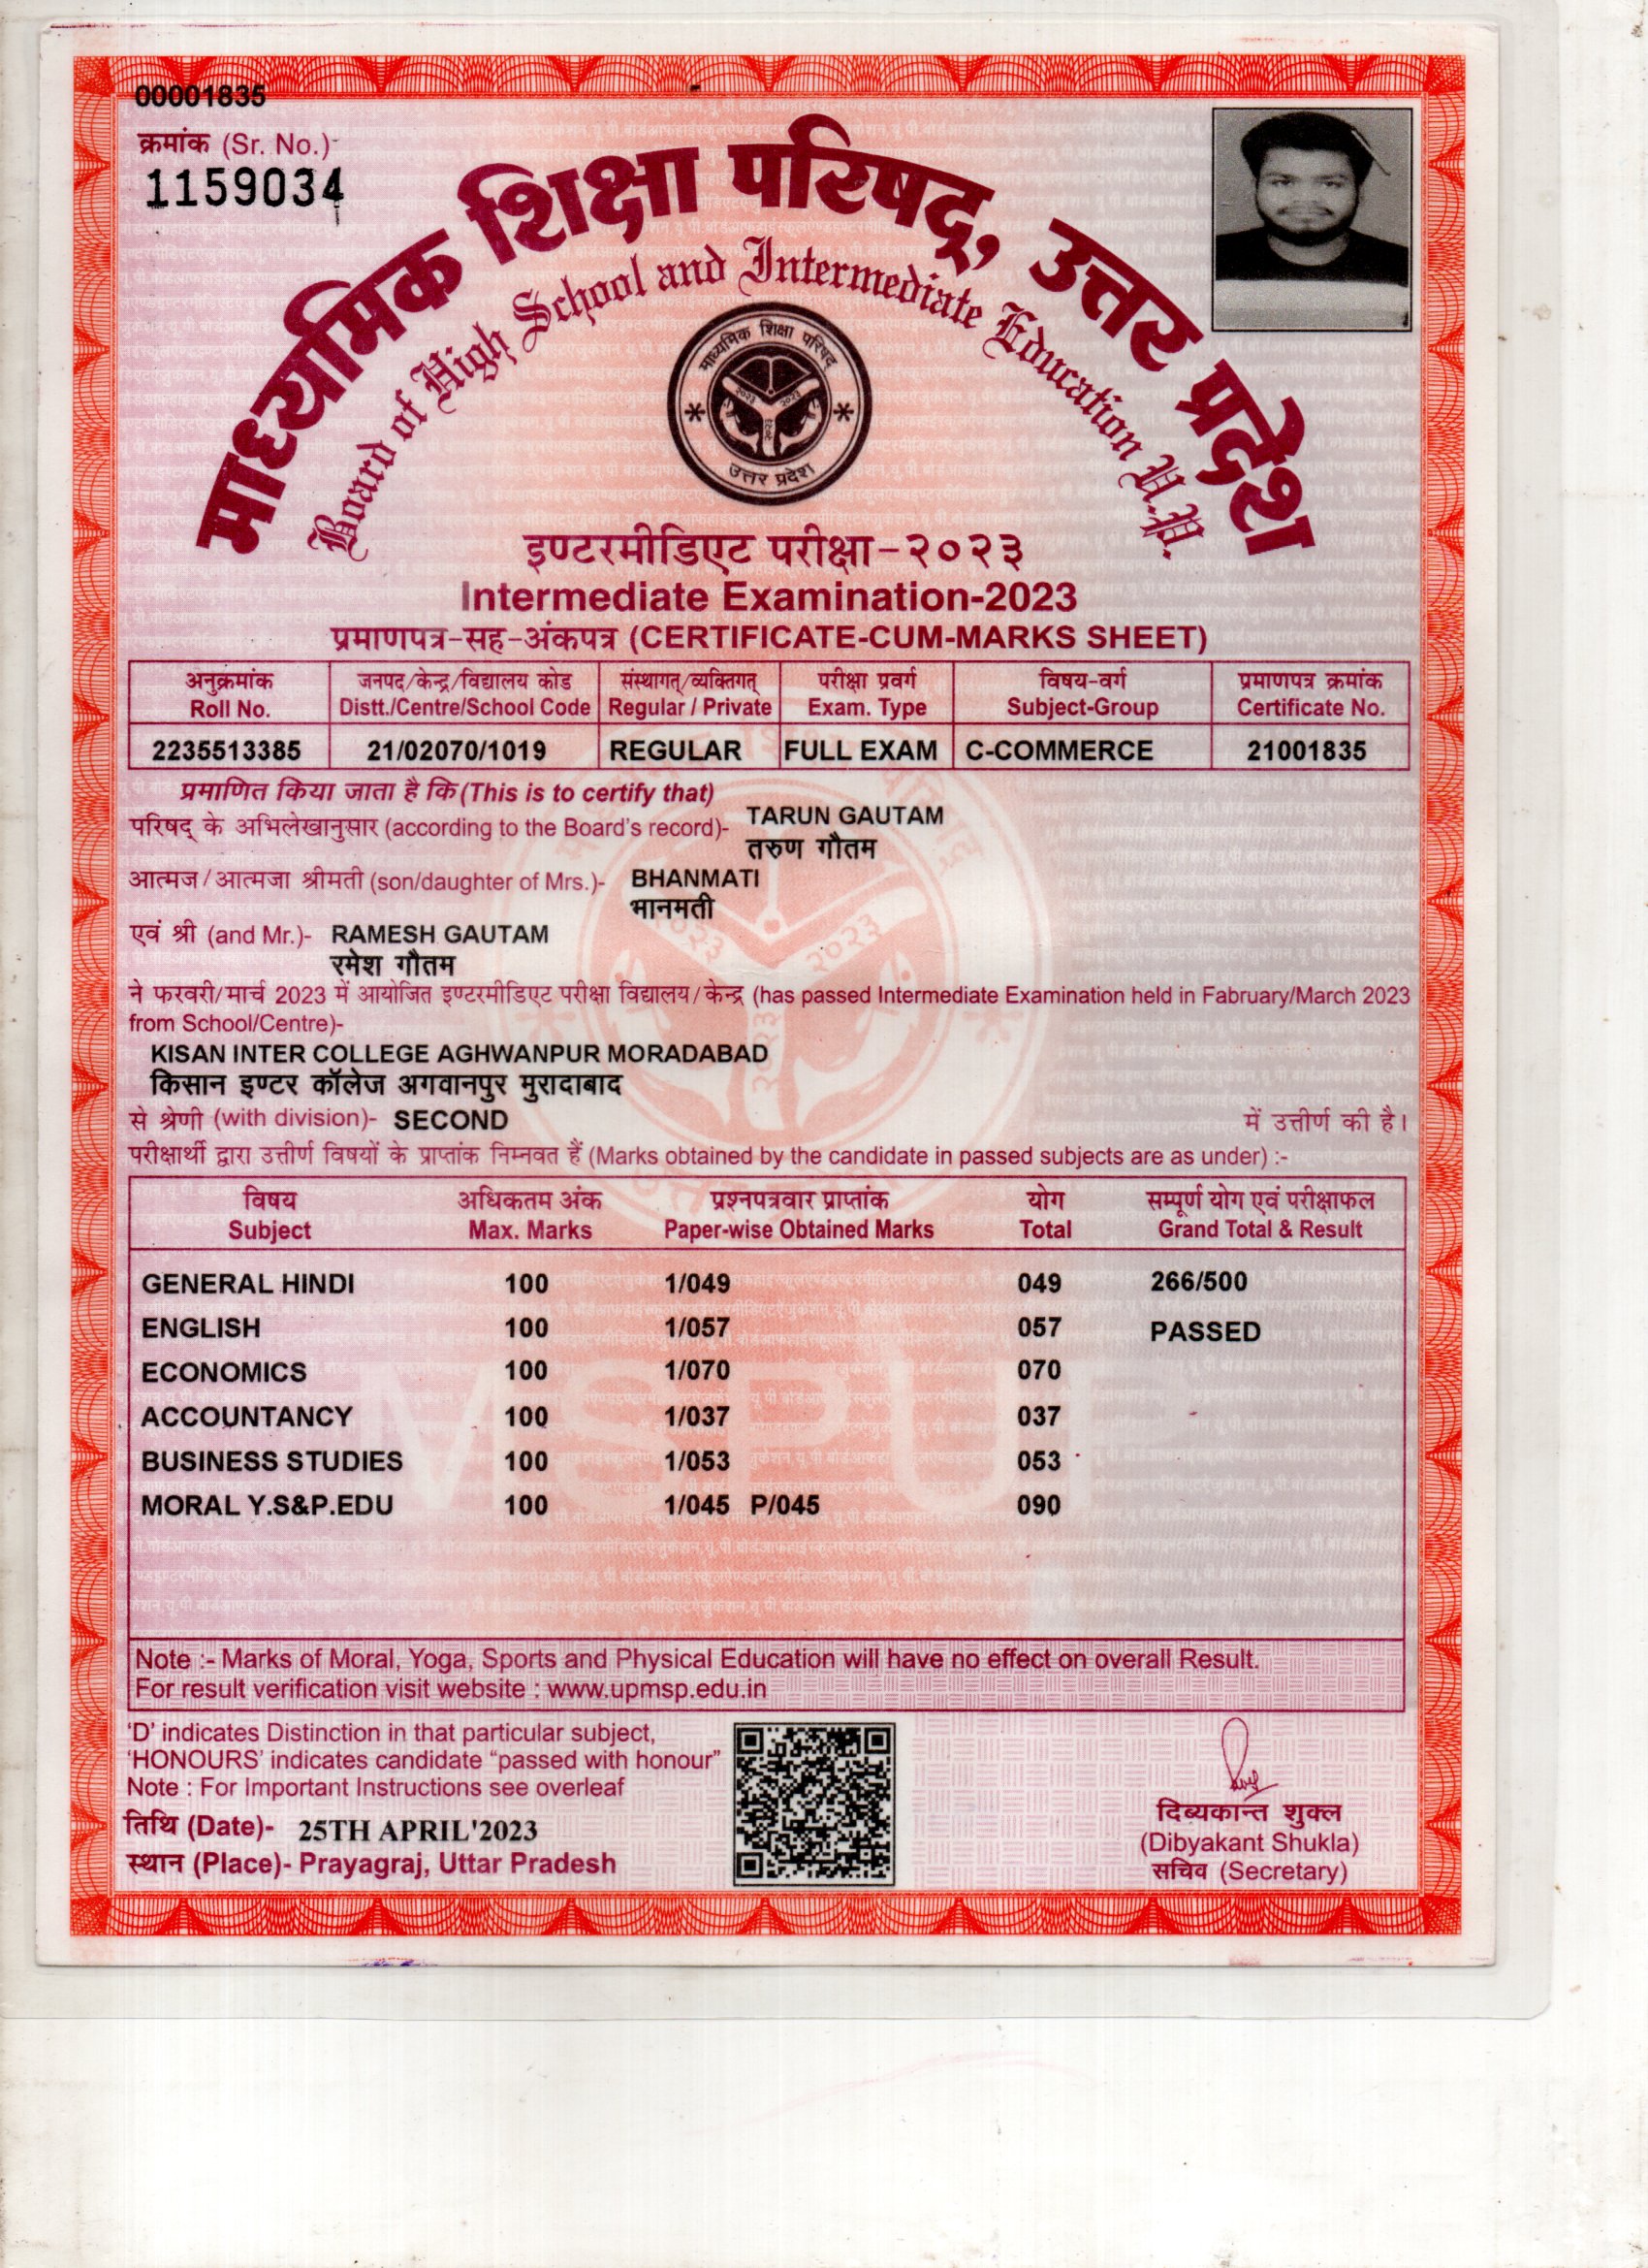 00001835
क्रमांक (Sr. No.)-
1159034
माध्यमिक शिक्षा परिषद्, उत्तर प्रदेश
Board of High School and Intermediate Education U.P.
माध्यमिक शिक्षा परिषद
२०२३ २०२३
२०२३
उत्तर प्रदेश
इण्टरमीडिएट परीक्षा-२०२३
Intermediate Examination-2023
प्रमाणपत्र-सह-अंकपत्र (CERTIFICATE-CUM-MARKS SHEET)
अनुक्रमांक जनपद/केन्द्र/विद्यालय कोड संस्थागत्/व्यक्तिगत् परीक्षा प्रवर्ग विषय-वर्ग प्रमाणपत्र क्रमांक
Roll No. Distt./Centre/School Code Regular / Private Exam. Type Subject-Group Certificate No.
2235513385 21/02070/1019 REGULAR FULL EXAM C-COMMERCE 21001835
प्रमाणित किया जाता है कि (This is to certify that)
परिषद् के अभिलेखानुसार (according to the Board's record)- TARUN GAUTAM
तरुण गौतम
आत्मज/आत्मजा श्रीमती (son/daughter of Mrs.)- BHANMATI
भानमती
एवं श्री (and Mr.)- RAMESH GAUTAM
रमेश गौतम
ने फरवरी/मार्च 2023 में आयोजित इण्टरमीडिएट परीक्षा विद्यालय/केन्द्र (has passed Intermediate Examination held in Fabruary/March 2023
from School/Centre)-
KISAN INTER COLLEGE AGHWANPUR MORADABAD
किसान इण्टर कॉलेज अगवानपुर मुरादाबाद
से श्रेणी (with division)- SECOND में उत्तीर्ण की है।
परीक्षार्थी द्वारा उत्तीर्ण विषयों के प्राप्तांक निम्नवत हैं (Marks obtained by the candidate in passed subjects are as under) :-
विषय अधिकतम अंक प्रश्नपत्रवार प्राप्तांक योग सम्पूर्ण योग एवं परीक्षाफल
Subject Max. Marks Paper-wise Obtained Marks Total Grand Total & Result
GENERAL HINDI 100 1/049 049 266/500
ENGLISH 100 1/057 057 PASSED
ECONOMICS 100 1/070 070
ACCOUNTANCY 100 1/037 037
BUSINESS STUDIES 100 1/053 053
MORAL Y.S&P.EDU 100 1/045 P/045 090
MSPUP
Note :- Marks of Moral, Yoga, Sports and Physical Education will have no effect on overall Result.
For result verification visit website : www.upmsp.edu.in
'D' indicates Distinction in that particular subject,
'HONOURS' indicates candidate "passed with honour"
Note : For Important Instructions see overleaf
तिथि (Date)- 25TH APRIL'2023
स्थान (Place)- Prayagraj, Uttar Pradesh
दिब्यकान्त शुक्ल
(Dibyakant Shukla)
सचिव (Secretary)